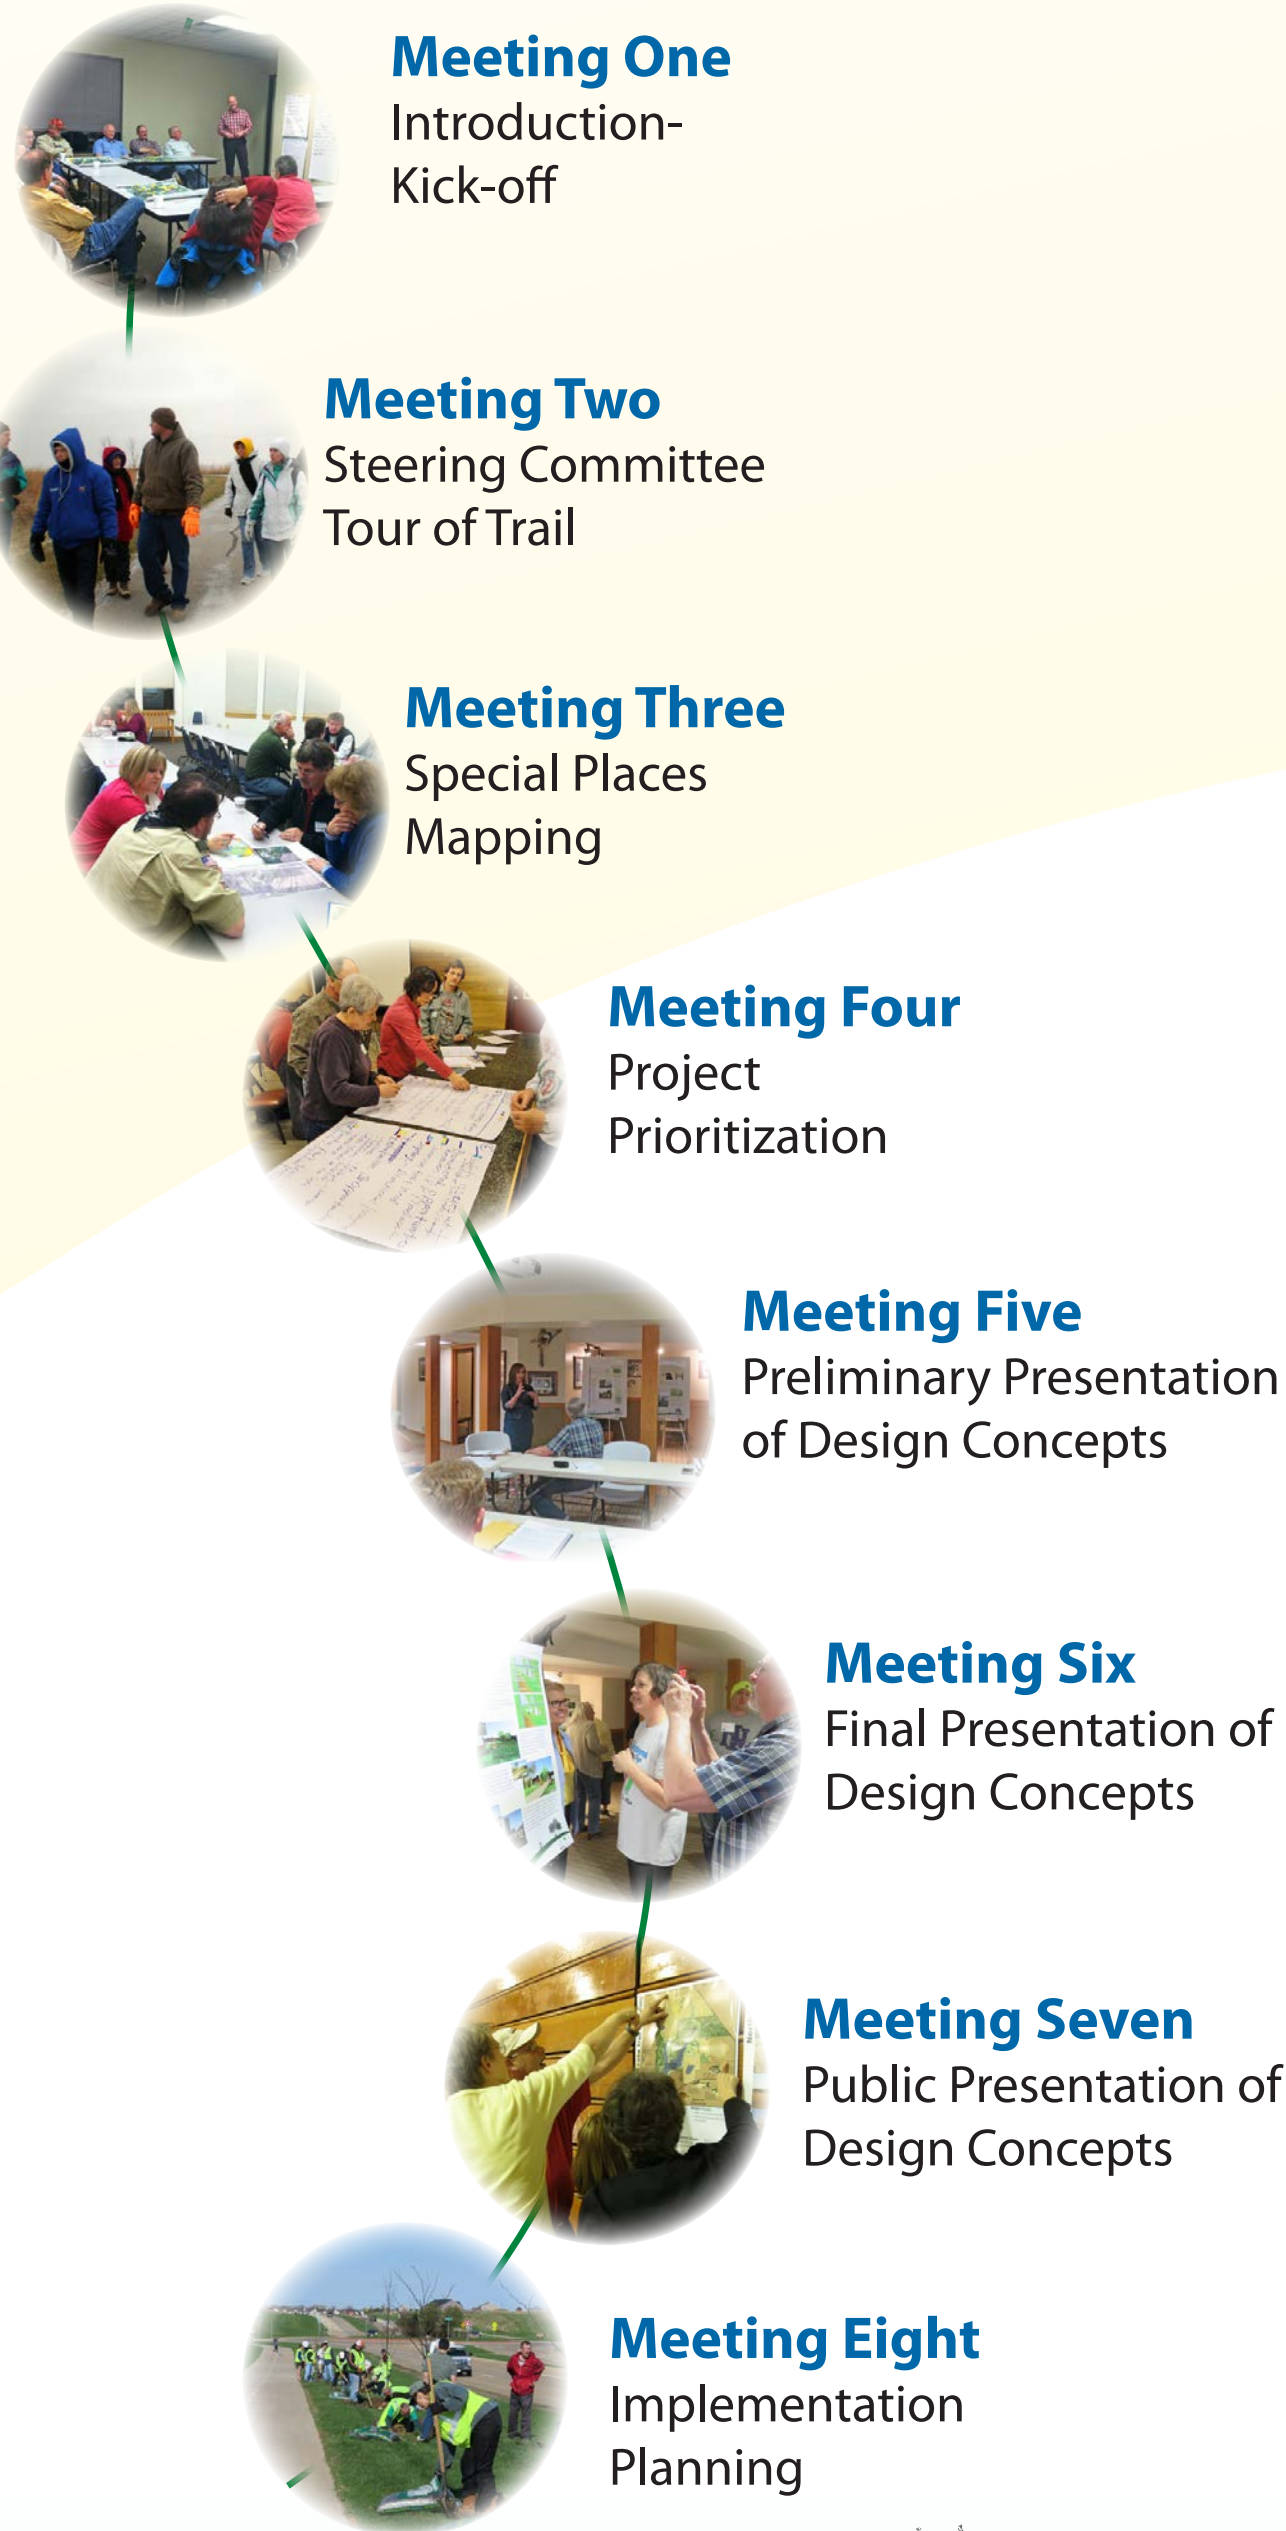 Meeting One
Introduction-
Kick-off
Meeting Two
Steering Committee
Tour of Trail
Meeting Three
Special Places
Mapping
Meeting Four
Project
Prioritization
Meeting Five
Preliminary Presentation
of Design Concepts
Meeting Six
Final Presentation of
Design Concepts
Meeting Seven
Public Presentation of
Design Concepts
Meeting Eight
Implementation
Planning